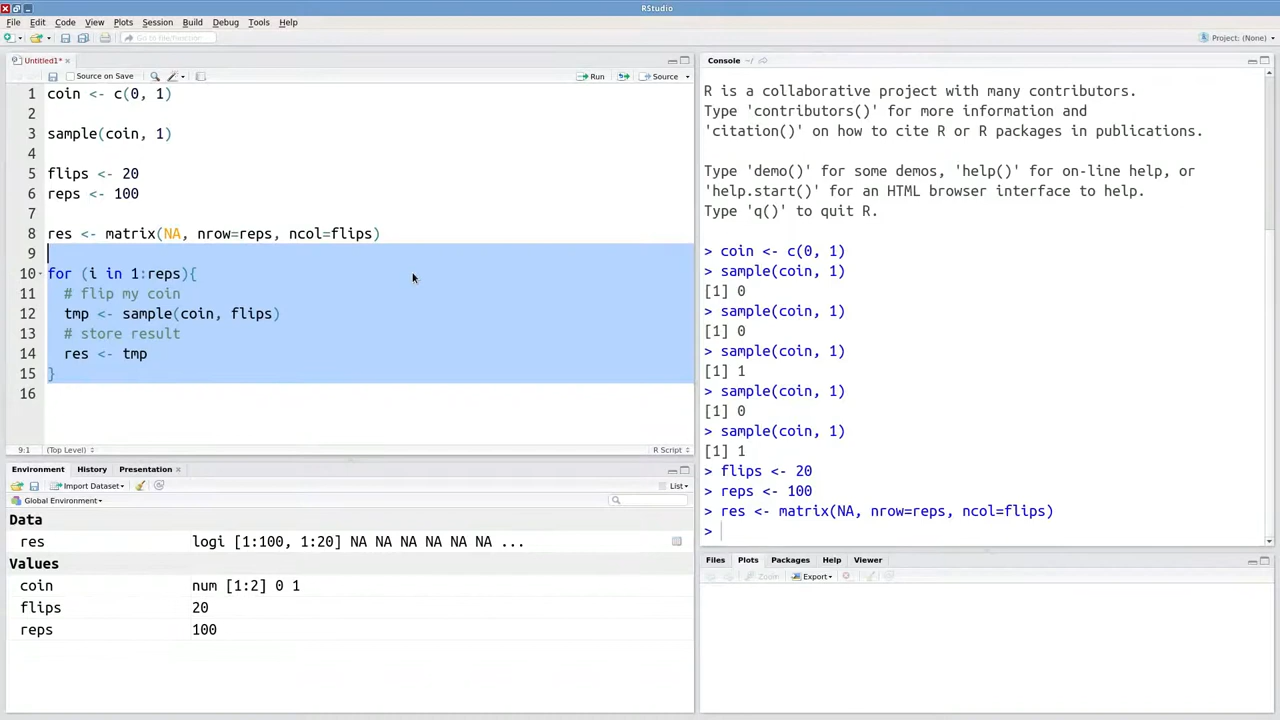 RStudio
File Edit Code View Plots Session Build Debug Tools Help
Go to file/function
Project: (None)
Untitled1*
Source on Save
Run
Source
1 coin <- c(0, 1)
2
3 sample(coin, 1)
4
5 flips <- 20
6 reps <- 100
7
8 res <- matrix(NA, nrow=reps, ncol=flips)
9
10 for (i in 1:reps){
11 # flip my coin
12 tmp <- sample(coin, flips)
13 # store result
14 res <- tmp
15 }
16
9:1 (Top Level) R Script
Environment History Presentation
Import Dataset List
Global Environment
Data
res logi [1:100, 1:20] NA NA NA NA NA NA ...
Values
coin num [1:2] 0 1
flips 20
reps 100
Console ~/
R is a collaborative project with many contributors.
Type 'contributors()' for more information and
'citation()' on how to cite R or R packages in publications.
Type 'demo()' for some demos, 'help()' for on-line help, or
'help.start()' for an HTML browser interface to help.
Type 'q()' to quit R.
> coin <- c(0, 1)
> sample(coin, 1)
[1] 0
> sample(coin, 1)
[1] 0
> sample(coin, 1)
[1] 1
> sample(coin, 1)
[1] 0
> sample(coin, 1)
[1] 1
> flips <- 20
> reps <- 100
> res <- matrix(NA, nrow=reps, ncol=flips)
>
Files Plots Packages Help Viewer
Zoom Export